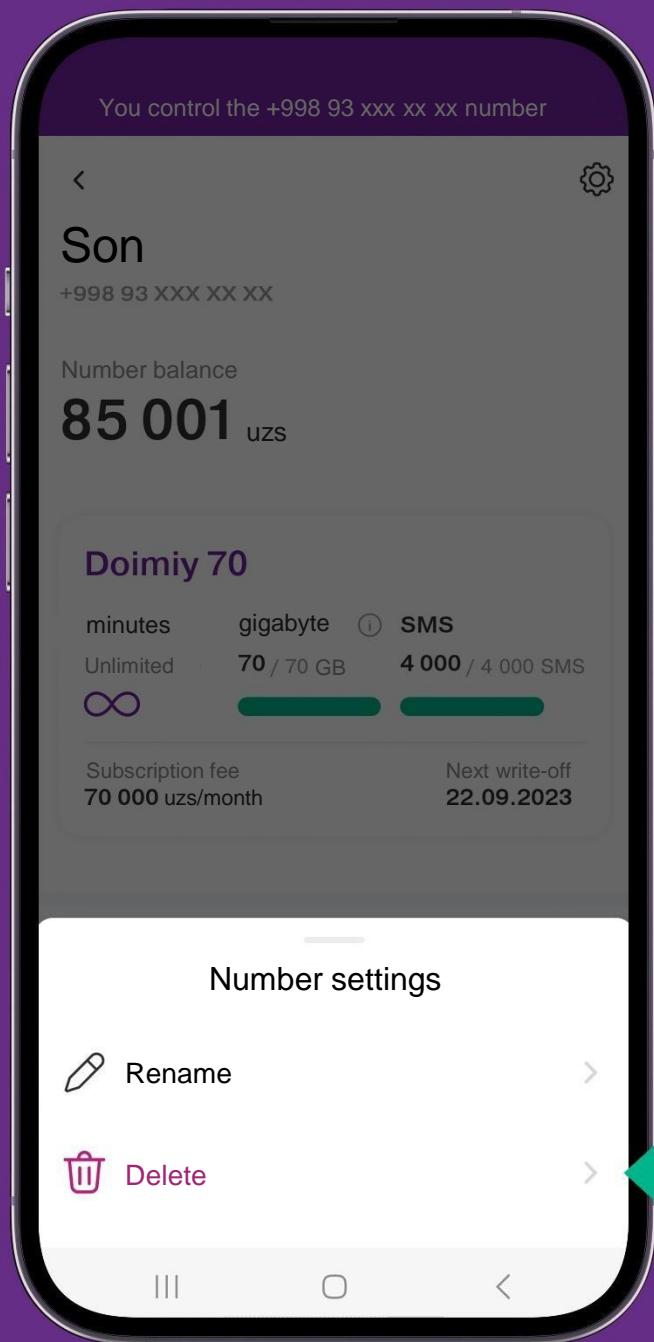 You control the +998 93 xxx xx xx number
Son
+998 93 XXX XX XX
Number balance
85 001 uzs
Doimiy 70
minutes gigabyte SMS
Unlimited 70 / 70 GB 4 000 / 4 000 SMS
Subscription fee Next write-off
70 000 uzs/month 22.09.2023
Number settings
Rename
Delete